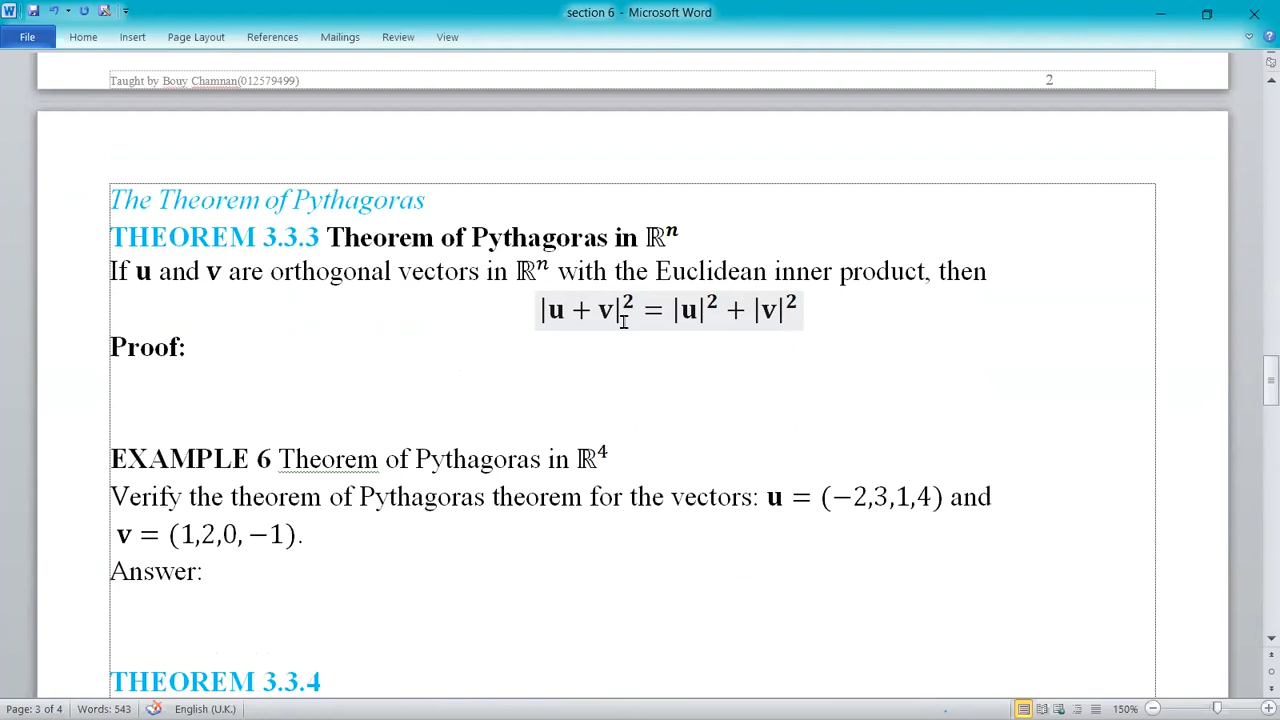 section 6 - Microsoft Word
File Home Insert Page Layout References Mailings Review View
Taught by Bouy Chamnan(012579499) 2
The Theorem of Pythagoras
THEOREM 3.3.3 Theorem of Pythagoras in ℝⁿ
If u and v are orthogonal vectors in ℝⁿ with the Euclidean inner product, then
|u + v|² = |u|² + |v|²
Proof:
EXAMPLE 6 Theorem of Pythagoras in ℝ⁴
Verify the theorem of Pythagoras theorem for the vectors: u = (−2,3,1,4) and
v = (1,2,0, −1).
Answer:
THEOREM 3.3.4
Page: 3 of 4 Words: 543 English (U.K.) 150%